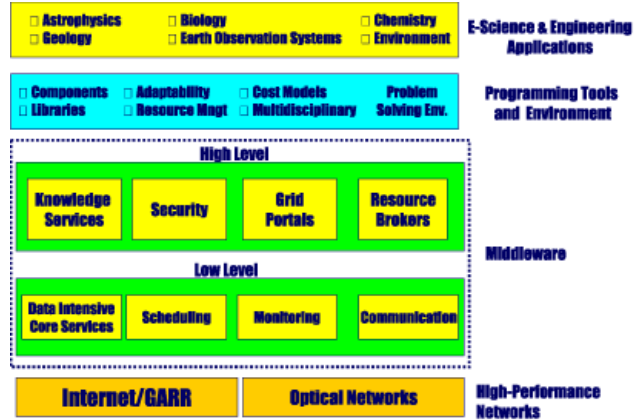 □ Astrophysics □ Biology □ Chemistry
□ Geology □ Earth Observation Systems □ Environment
E-Science & Engineering
Applications
□ Components □ Adaptability □ Cost Models Problem
□ Libraries □ Resource Mngt □ Multidisciplinary Solving Env.
Programming Tools
and Environment
High Level
Knowledge
Services
Security
Grid
Portals
Resource
Brokers
Middleware
Low Level
Data Intensive
Core Services
Scheduling
Monitoring
Communication
Internet/GARR
Optical Networks
High-Performance
Networks